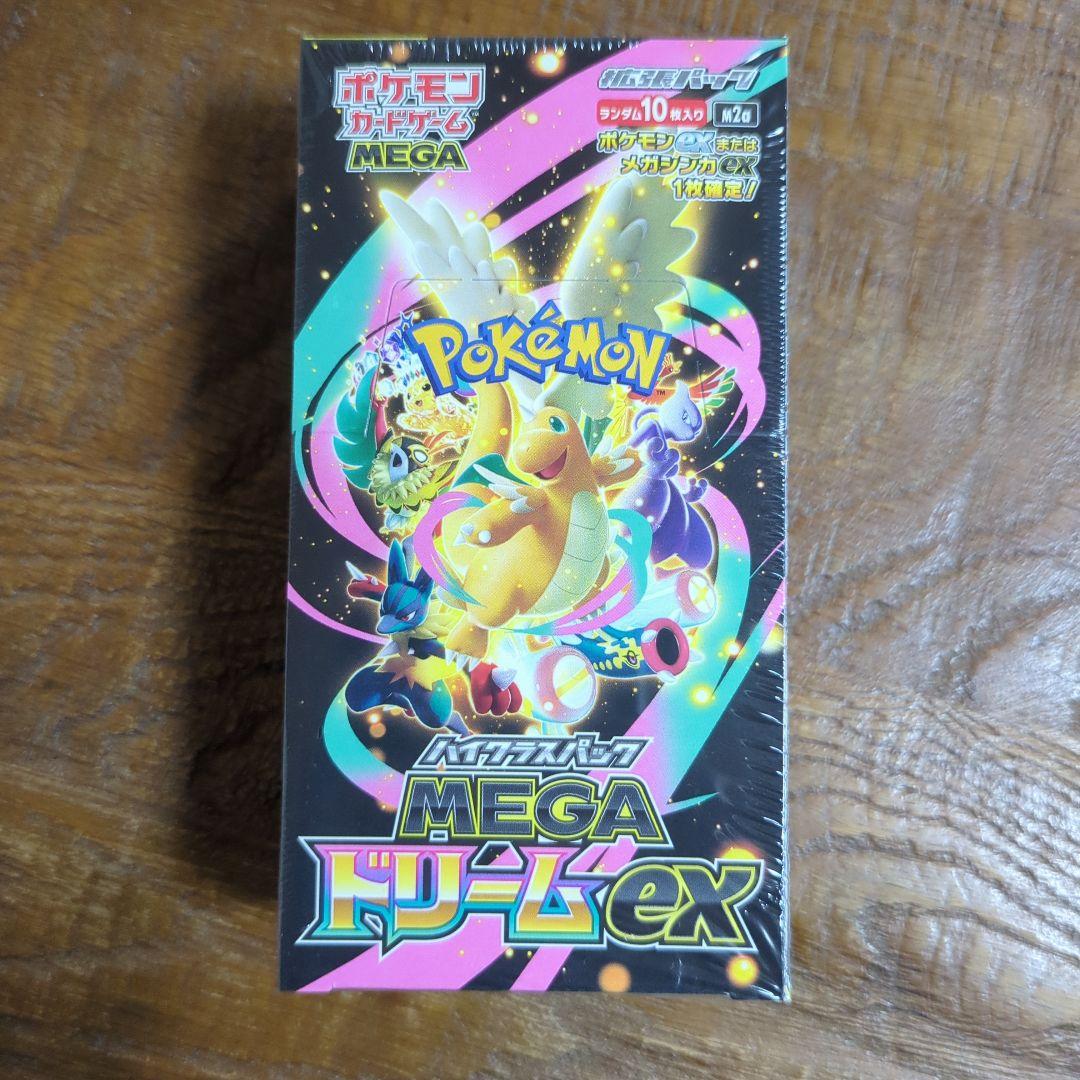 ポケモン
カードゲーム
MEGA
拡張パック
ランダム10枚入り M2a
ポケモンexまたは
メガシンカex
1枚確定!
POKéMON
TM
ハイクラスパック
MEGA
ドリームex